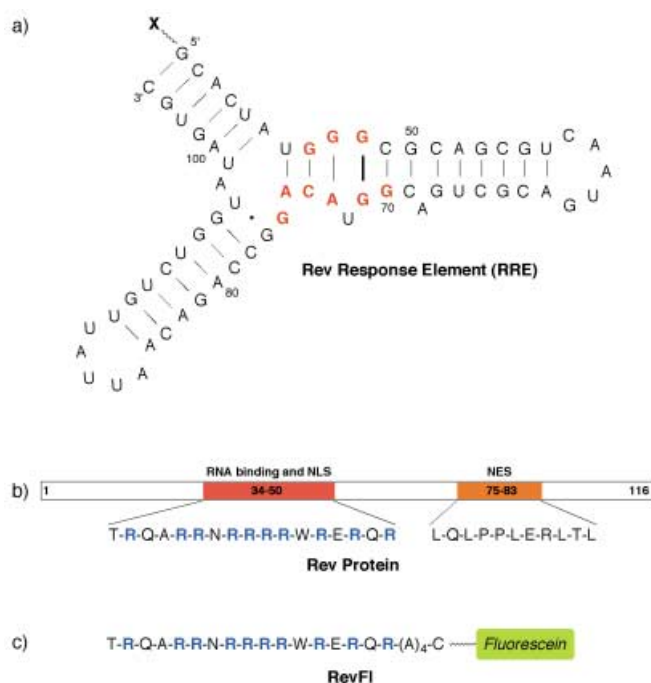 a)
X
5'
G C A C U A
U G G G C G C A G C G U C A A U G
50
A C A G G C G U C G C A
U
A
70
3'
C G U G A U A U
100
G G U C U G U U A U U A A C A G A C C G G
80
Rev Response Element (RRE)
RNA binding and NLS
NES
b)
1
34-50
75-83
116
T-R-Q-A-R-R-N-R-R-R-R-W-R-E-R-Q-R
L-Q-L-P-P-L-E-R-L-T-L
Rev Protein
c)
T-R-Q-A-R-R-N-R-R-R-R-W-R-E-R-Q-R-(A)4-C
Fluorescein
RevFl